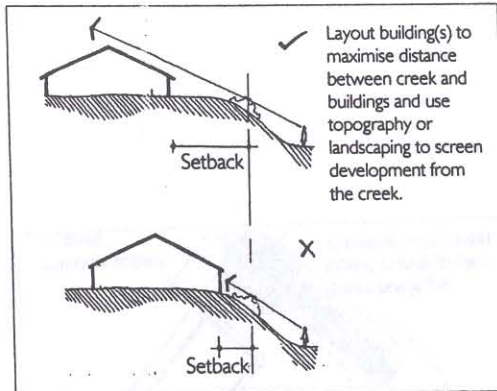 Layout building(s) to
maximise distance
between creek and
buildings and use
topography or
landscaping to screen
development from
the creek.
Setback
Setback